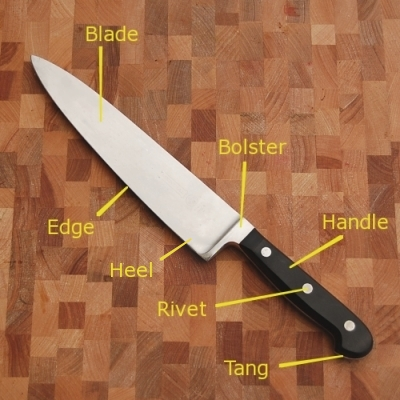 Blade
Bolster
Edge
Handle
Heel
Rivet
Tang